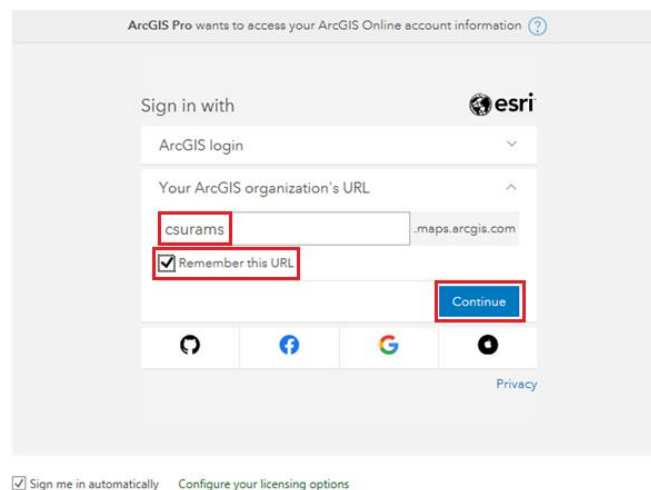 ArcGIS Pro wants to access your ArcGIS Online account information ?
Sign in with esri
ArcGIS login
Your ArcGIS organization's URL
csurams .maps.arcgis.com
Remember this URL
Continue
G
Privacy
Sign me in automatically Configure your licensing options